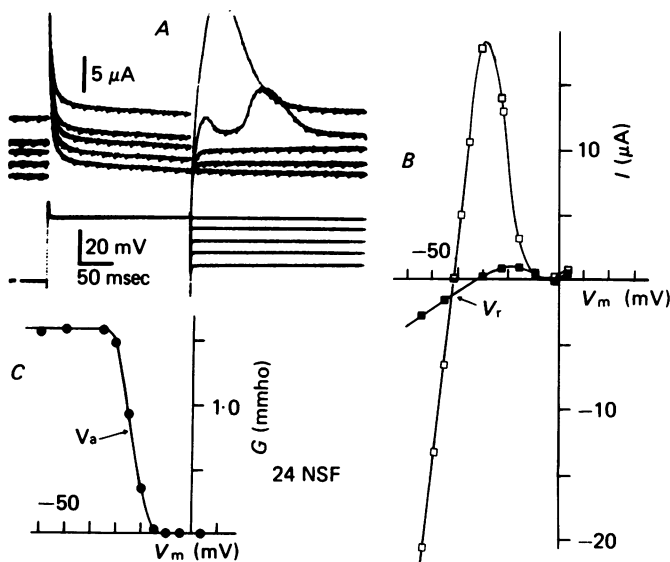 A
5 μA
20 mV
50 msec
B
I (μA)
10
−50
V_m (mV)
V_r
−10
−20
C
1·0
G (mmho)
V_a
24 NSF
−50
V_m (mV)